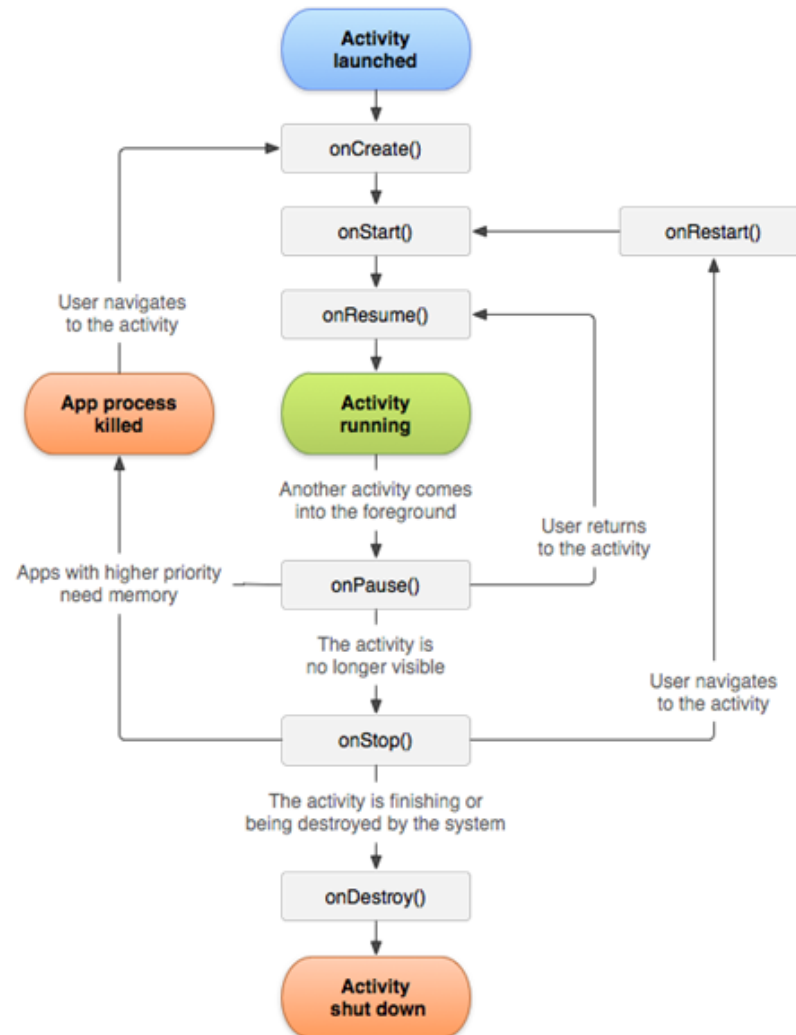 Activity
launched
onCreate()
onStart()
onRestart()
User navigates
to the activity
onResume()
App process
killed
Activity
running
Another activity comes
into the foreground
User returns
to the activity
Apps with higher priority
need memory
onPause()
The activity is
no longer visible
User navigates
to the activity
onStop()
The activity is finishing or
being destroyed by the system
onDestroy()
Activity
shut down